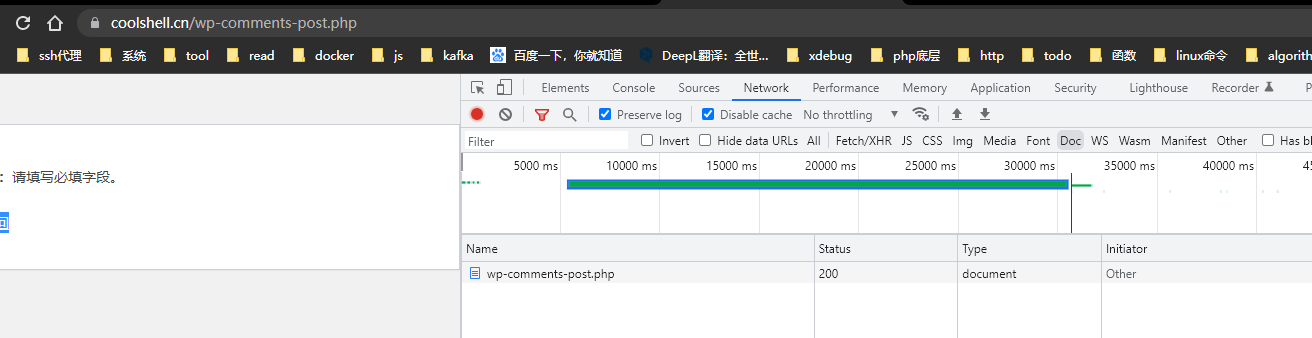 coolshell.cn/wp-comments-post.php
ssh代理 系统 tool read docker js kafka 百度一下，你就知道 DeepL翻译：全世... xdebug php底层 http todo 函数 linux命令 algorith
Elements Console Sources Network Performance Memory Application Security Lighthouse Recorder P
Preserve log Disable cache No throttling
Filter Invert Hide data URLs All Fetch/XHR JS CSS Img Media Font Doc WS Wasm Manifest Other Has bl
5000 ms 10000 ms 15000 ms 20000 ms 25000 ms 30000 ms 35000 ms 40000 ms 45
：请填写必填字段。
Name Status Type Initiator
wp-comments-post.php 200 document Other